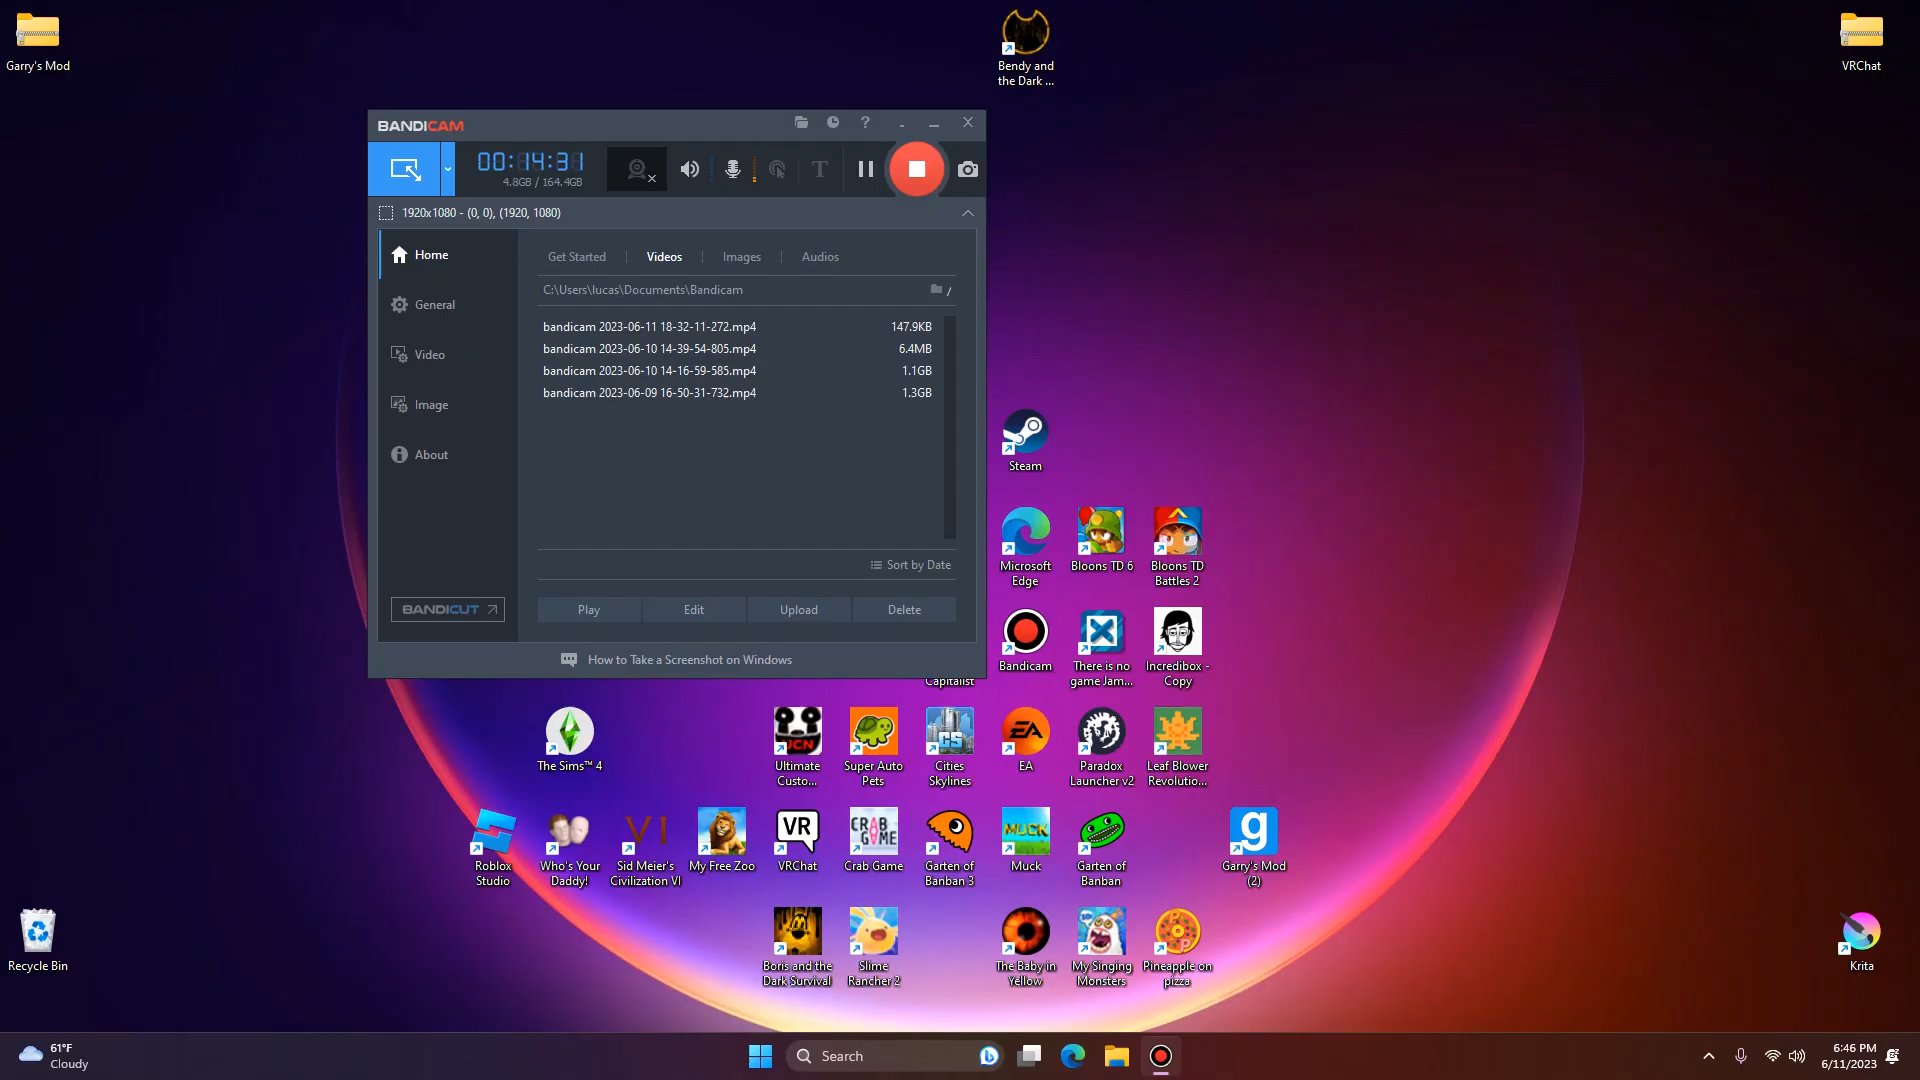 Garry's Mod
Bendy and
the Dark ...
VRChat
BANDICAM
00:14:31
4.8GB / 164.4GB
T
1920x1080 - (0, 0), (1920, 1080)
Home
General
Video
Image
About
BANDICUT
Get Started
Videos
Images
Audios
C:\Users\lucas\Documents\Bandicam
/
bandicam 2023-06-11 18-32-11-272.mp4 147.9KB
bandicam 2023-06-10 14-39-54-805.mp4 6.4MB
bandicam 2023-06-10 14-16-59-585.mp4 1.1GB
bandicam 2023-06-09 16-50-31-732.mp4 1.3GB
Sort by Date
Play Edit Upload Delete
How to Take a Screenshot on Windows
Steam
Microsoft
Edge
Bloons TD 6
Bloons TD
Battles 2
Bandicam
There is no
game Jam...
Incredibox -
Copy
Capitalist
The Sims™ 4
UCN
Ultimate
Custo...
Super Auto
Pets
CS
Cities
Skylines
EA
EA
Paradox
Launcher v2
Leaf Blower
Revolutio...
Roblox
Studio
Who's Your
Daddy!
VI
Sid Meier's
Civilization VI
My Free Zoo
VR
VRChat
CRAB
GAME
Crab Game
Garten of
Banban 3
MUCK
Muck
Garten of
Banban
g
Garry's Mod
(2)
Recycle Bin
Boris and the
Dark Survival
Slime
Rancher 2
The Baby in
Yellow
My Singing
Monsters
P O P
Pineapple on
pizza
Krita
61°F
Cloudy
Search
6:46 PM
6/11/2023